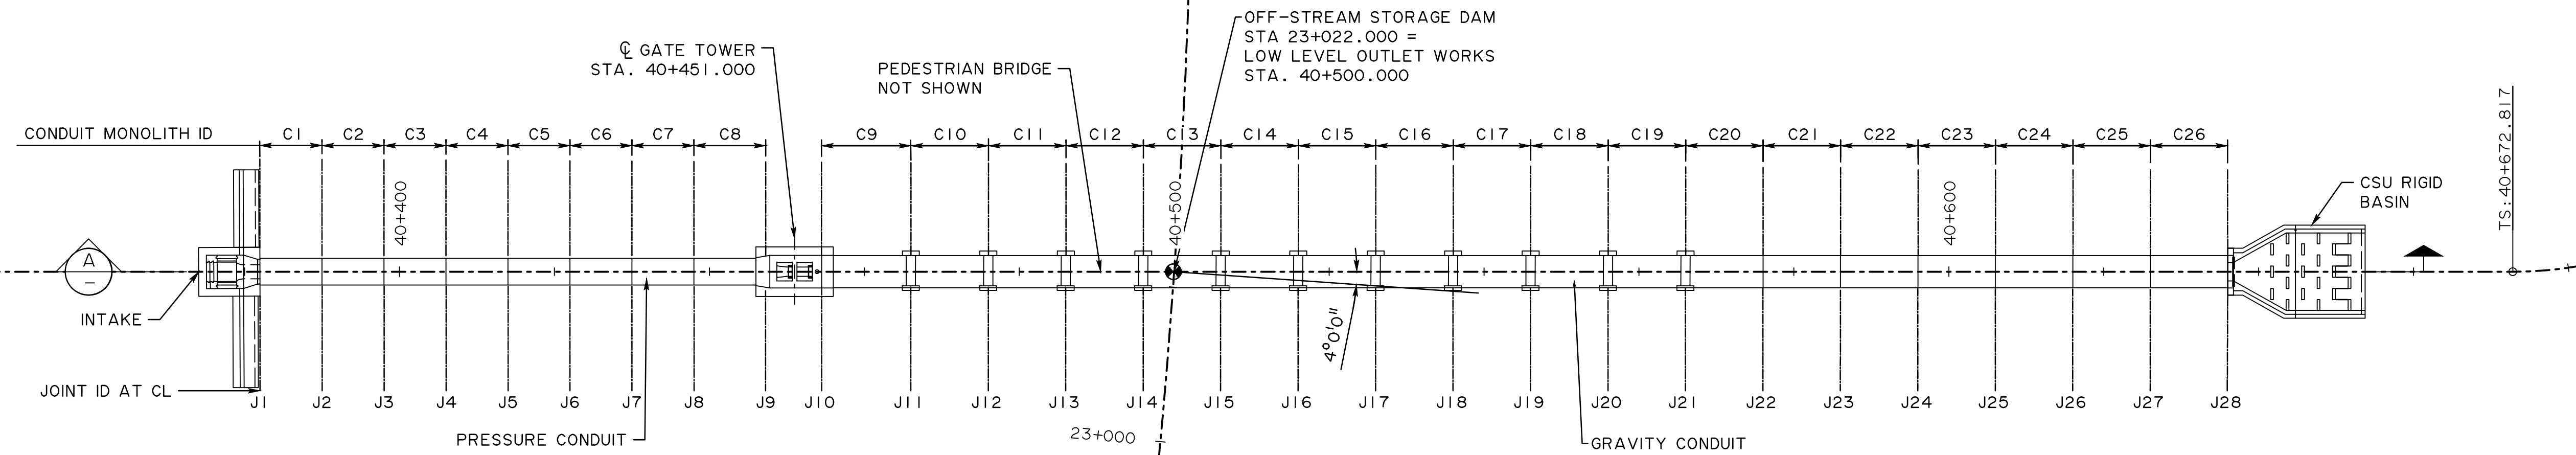 OFF-STREAM STORAGE DAM
STA 23+022.000 =
LOW LEVEL OUTLET WORKS
STA. 40+500.000
℄ GATE TOWER
STA. 40+451.000
PEDESTRIAN BRIDGE
NOT SHOWN
TS:40+672.817
CONDUIT MONOLITH ID
C1 C2 C3 C4 C5 C6 C7 C8 C9 C10 C11 C12 C13 C14 C15 C16 C17 C18 C19 C20 C21 C22 C23 C24 C25 C26
40+400
40+500
40+600
CSU RIGID
BASIN
A
–
INTAKE
4°0'0"
JOINT ID AT CL
J1 J2 J3 J4 J5 J6 J7 J8 J9 J10 J11 J12 J13 J14 J15 J16 J17 J18 J19 J20 J21 J22 J23 J24 J25 J26 J27 J28
PRESSURE CONDUIT
23+000
GRAVITY CONDUIT